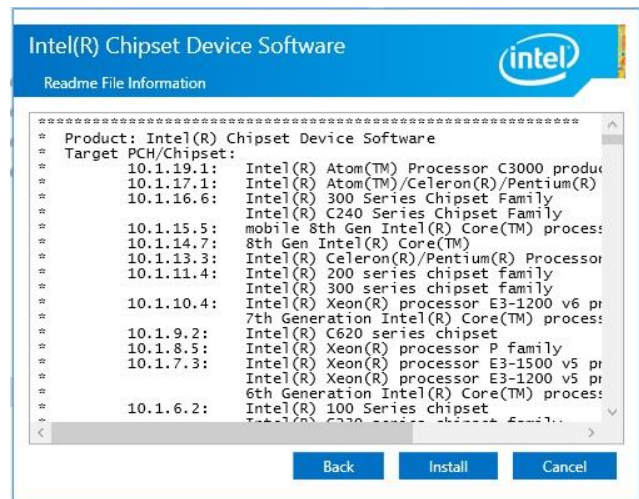 Intel(R) Chipset Device Software
Readme File Information
intel
************************************************************
* Product: Intel(R) Chipset Device Software
* Target PCH/Chipset:
* 10.1.19.1: Intel(R) Atom(TM) Processor C3000 produc
* 10.1.17.1: Intel(R) Atom(TM)/Celeron(R)/Pentium(R)
* 10.1.16.6: Intel(R) 300 Series Chipset Family
* Intel(R) C240 Series Chipset Family
* 10.1.15.5: mobile 8th Gen Intel(R) Core(TM) process
* 10.1.14.7: 8th Gen Intel(R) Core(TM)
* 10.1.13.3: Intel(R) Celeron(R)/Pentium(R) Processor
* 10.1.11.4: Intel(R) 200 series chipset family
* Intel(R) 300 series chipset family
* 10.1.10.4: Intel(R) Xeon(R) processor E3-1200 v6 pr
* 7th Generation Intel(R) Core(TM) process
* 10.1.9.2: Intel(R) C620 series chipset
* 10.1.8.5: Intel(R) Xeon(R) processor P family
* 10.1.7.3: Intel(R) Xeon(R) processor E3-1500 v5 pr
* Intel(R) Xeon(R) processor E3-1200 v5 pr
* 6th Generation Intel(R) Core(TM) process
* 10.1.6.2: Intel(R) 100 Series chipset
Back Install Cancel